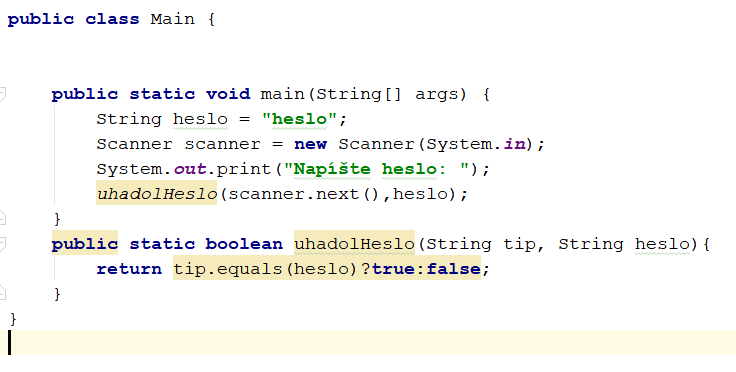 public class Main {
public static void main(String[] args) {
String heslo = "heslo";
Scanner scanner = new Scanner(System.in);
System.out.print("Napíšte heslo: ");
uhadolHeslo(scanner.next(),heslo);
}
public static boolean uhadolHeslo(String tip, String heslo){
return tip.equals(heslo)?true:false;
}
}